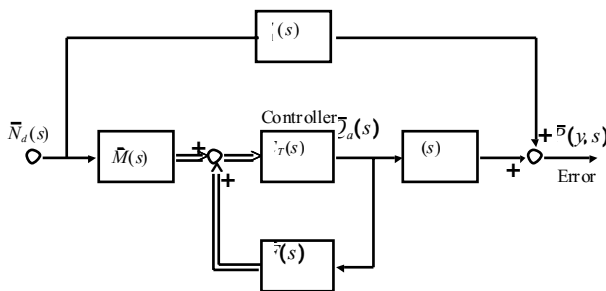 (s)
N̄d(s)
Controller
a(s)
+ (y, s)
M̄(s)
+
T(s)
(s)
+
Error
+
(s)